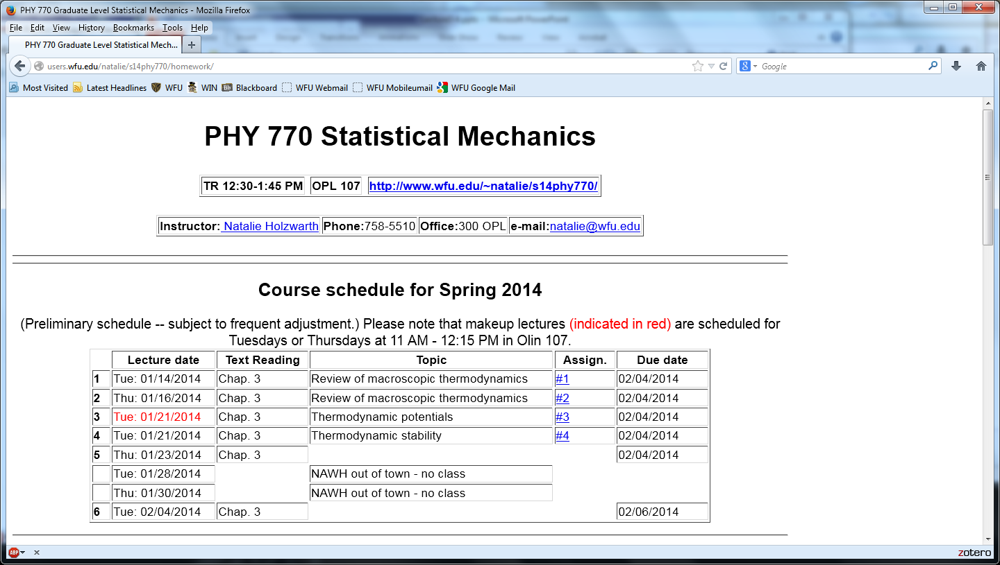 PHY 770 Graduate Level Statistical Mechanics - Mozilla Firefox
File Edit View History Bookmarks Tools Help
PHY 770 Graduate Level Statistical Mech... +
users.wfu.edu/natalie/s14phy770/homework/ Google
Most Visited Latest Headlines WFU WIN Bb Blackboard WFU Webmail WFU Mobileumail WFU Google Mail
PHY 770 Statistical Mechanics
TR 12:30-1:45 PM OPL 107 http://www.wfu.edu/~natalie/s14phy770/
Instructor: Natalie Holzwarth Phone:758-5510 Office:300 OPL e-mail:natalie@wfu.edu
Course schedule for Spring 2014
(Preliminary schedule -- subject to frequent adjustment.) Please note that makeup lectures (indicated in red) are scheduled for
Tuesdays or Thursdays at 11 AM - 12:15 PM in Olin 107.
Lecture date Text Reading Topic Assign. Due date
1 Tue: 01/14/2014 Chap. 3 Review of macroscopic thermodynamics #1 02/04/2014
2 Thu: 01/16/2014 Chap. 3 Review of macroscopic thermodynamics #2 02/04/2014
3 Tue: 01/21/2014 Chap. 3 Thermodynamic potentials #3 02/04/2014
4 Tue: 01/21/2014 Chap. 3 Thermodynamic stability #4 02/04/2014
5 Thu: 01/23/2014 Chap. 3 02/04/2014
Tue: 01/28/2014 NAWH out of town - no class
Thu: 01/30/2014 NAWH out of town - no class
6 Tue: 02/04/2014 Chap. 3 02/06/2014
ABP zotero